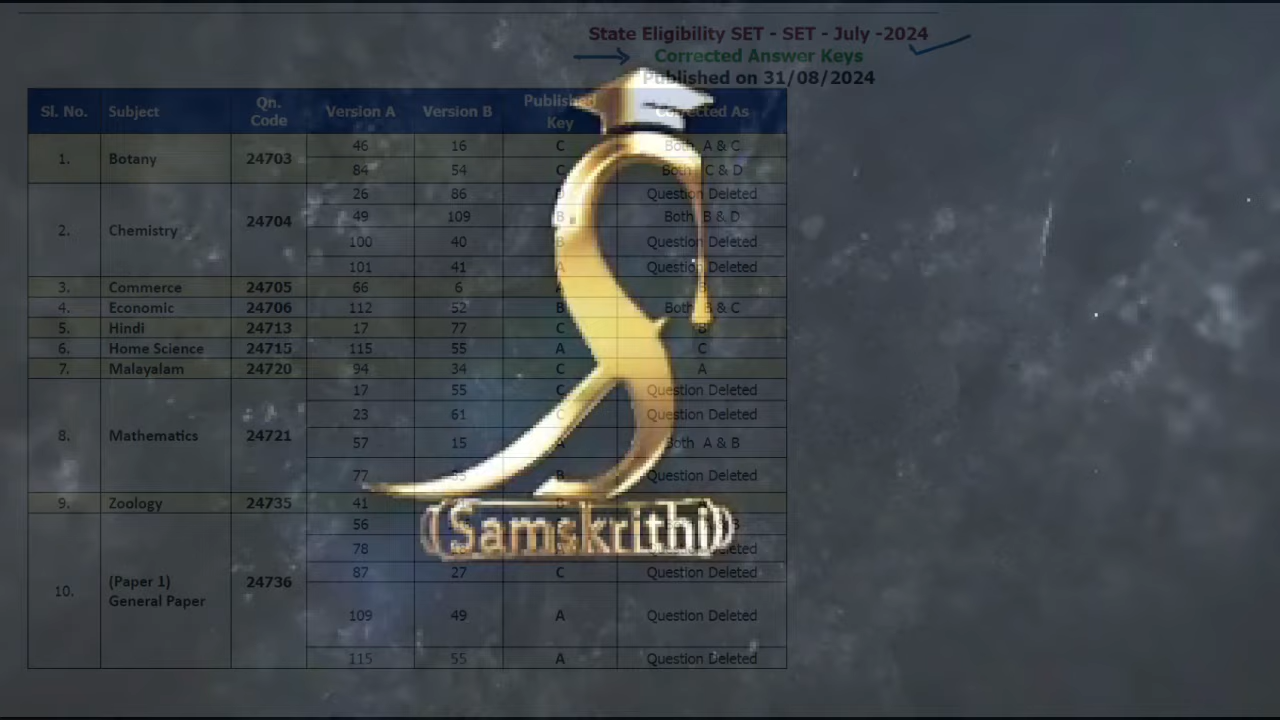 State Eligibility SET - SET - July -2024
Corrected Answer Keys
Published on 31/08/2024
Sl. No. Subject Qn. Code Version A Version B Published Key Corrected As
1. Botany 24703 46 16 C Both A & C
84 54 C Both C & D
2. Chemistry 24704 26 86 Question Deleted
49 109 B Both B & D
100 40 B Question Deleted
101 41 A Question Deleted
3. Commerce 24705 66 6
4. Economic 24706 112 52 B Both B & C
5. Hindi 24713 17 77 C B
6. Home Science 24715 115 55 A C
7. Malayalam 24720 94 34 C A
8. Mathematics 24721 17 55 C Question Deleted
23 61 C Question Deleted
57 15 A Both A & B
77 35 B Question Deleted
9. Zoology 24735 41
10. (Paper 1) General Paper 24736 56
78 Deleted
87 27 C Question Deleted
109 49 A Question Deleted
115 55 A Question Deleted
Samskrithi